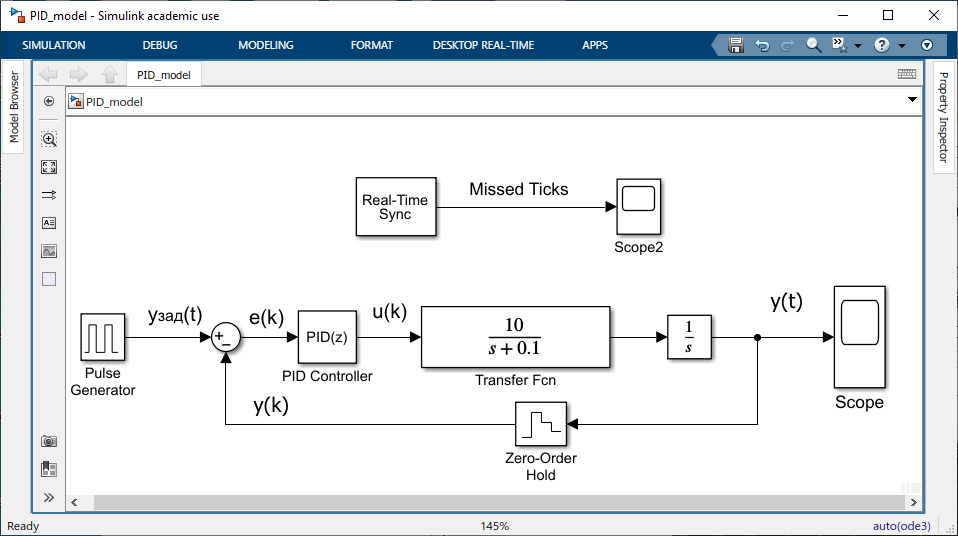 PID_model - Simulink academic use
SIMULATION DEBUG MODELING FORMAT DESKTOP REAL-TIME APPS
PID_model
Model Browser
PID_model
Property Inspector
Real-Time
Sync
Missed Ticks
Scope2
yзад(t)
e(k)
u(k)
y(t)
+
−
PID(z)
10
s + 0.1
1
s
Pulse
Generator
PID Controller
Transfer Fcn
Scope
y(k)
Zero-Order
Hold
Ready 145% auto(ode3)